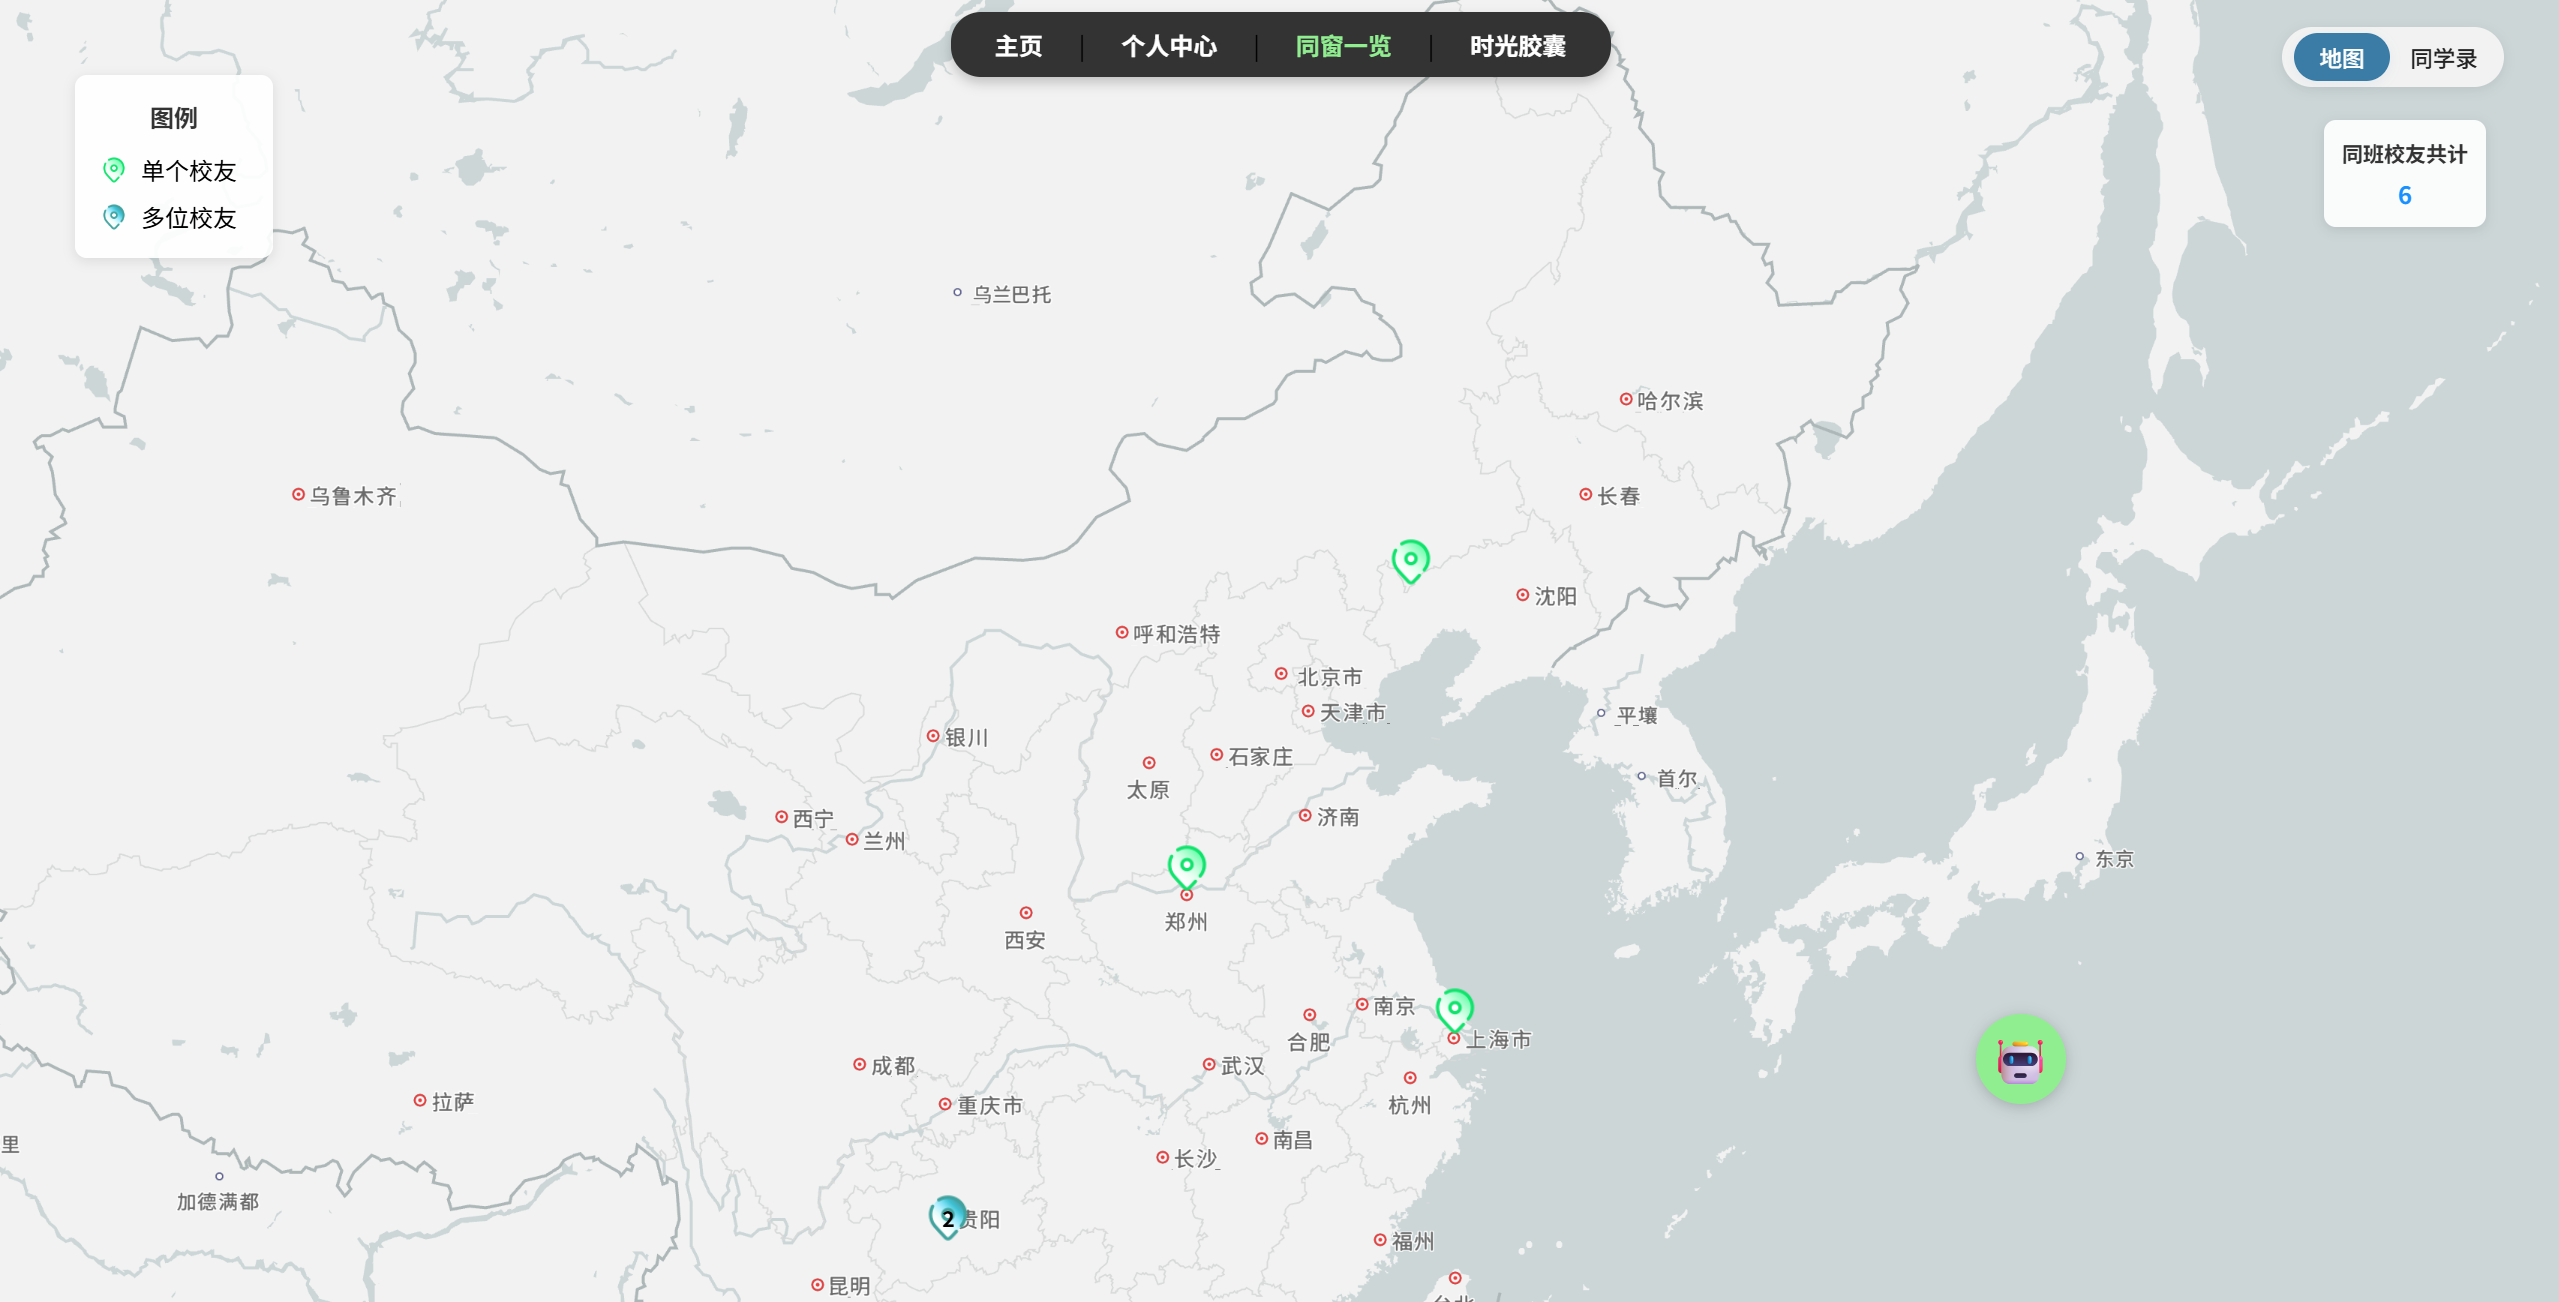 主页
个人中心
同窗一览
时光胶囊
地图
同学录
图例
单个校友
多位校友
同班校友共计
6
乌兰巴托
哈尔滨
乌鲁木齐
长春
沈阳
呼和浩特
北京市
天津市
平壤
银川
石家庄
首尔
太原
西宁
济南
兰州
东京
郑州
西安
南京
上海市
合肥
成都
武汉
拉萨
重庆市
杭州
里
南昌
长沙
加德满都
2
贵阳
福州
昆明
台北